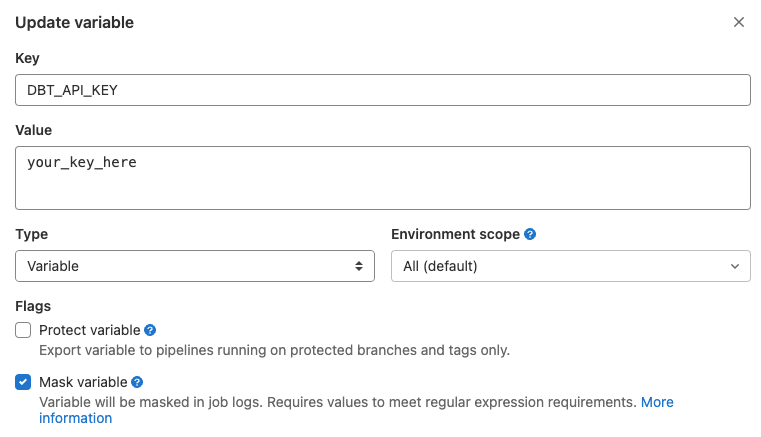 Update variable
Key
DBT_API_KEY
Value
your_key_here
Type
Environment scope
Variable
All (default)
Flags
Protect variable
Export variable to pipelines running on protected branches and tags only.
Mask variable
Variable will be masked in job logs. Requires values to meet regular expression requirements. More
information